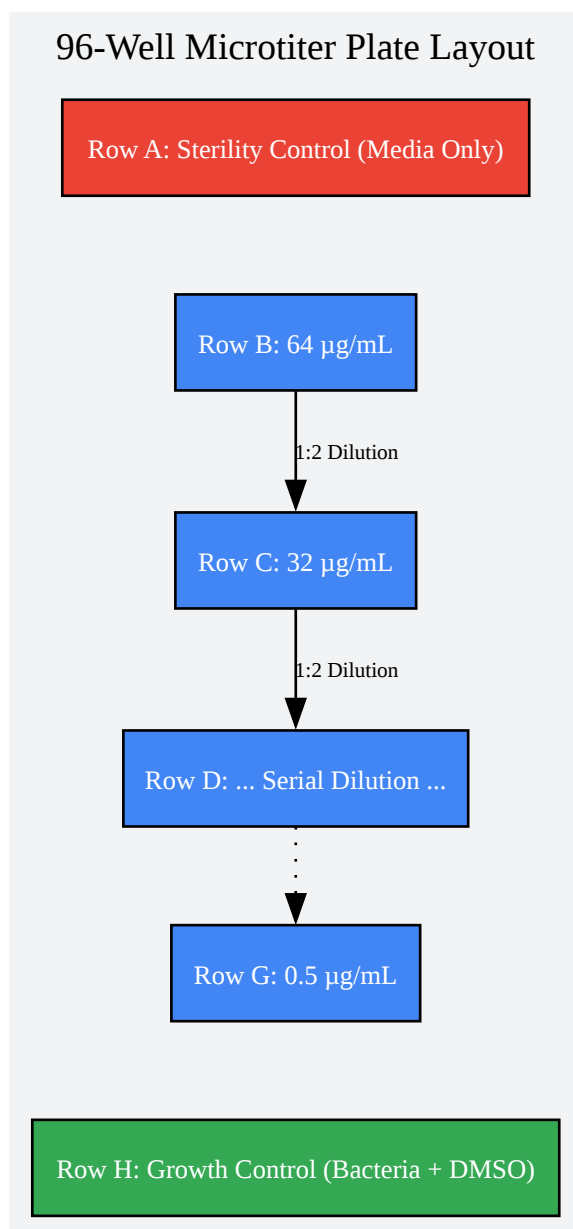 96-Well Microtiter Plate Layout
Row A: Sterility Control (Media Only)
Row B: 64 µg/mL
1:2 Dilution
Row C: 32 µg/mL
1:2 Dilution
Row D: ... Serial Dilution ...
Row G: 0.5 µg/mL
Row H: Growth Control (Bacteria + DMSO)